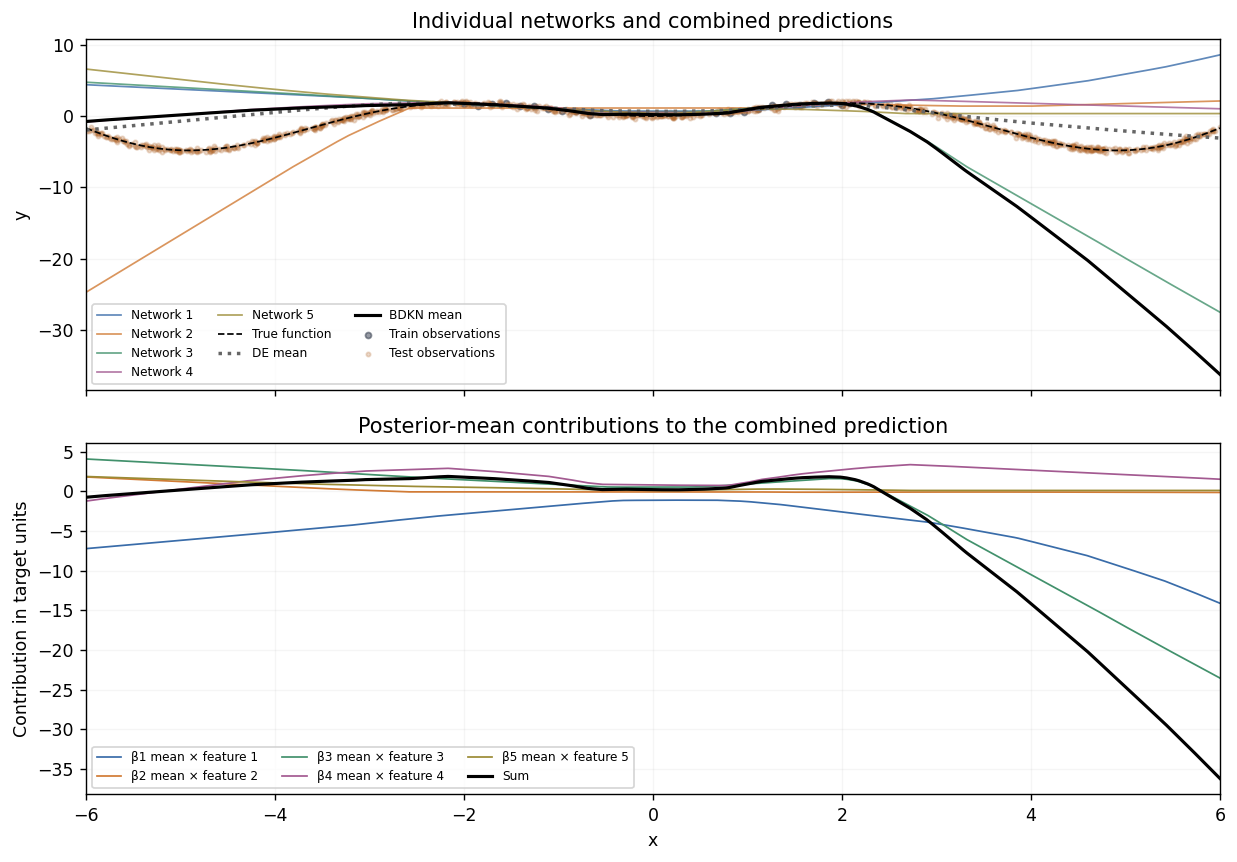 Individual networks and combined predictions
10
0
−10
−20
−30
y
Network 1
Network 2
Network 3
Network 4
Network 5
True function
DE mean
BDKN mean
Train observations
Test observations
Posterior-mean contributions to the combined prediction
5
0
−5
−10
−15
−20
−25
−30
−35
Contribution in target units
β1 mean × feature 1
β2 mean × feature 2
β3 mean × feature 3
β4 mean × feature 4
β5 mean × feature 5
Sum
−6
−4
−2
0
2
4
6
x